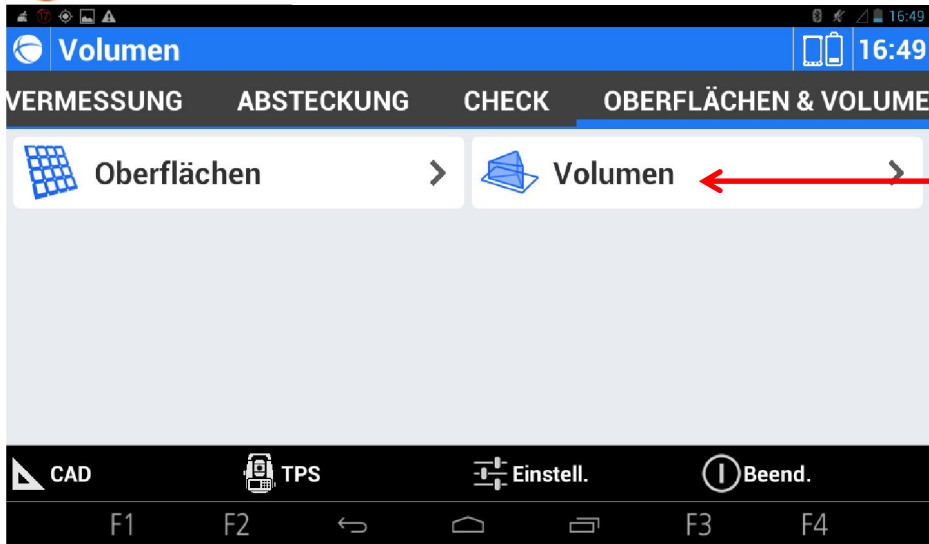 17 16:49
Volumen 16:49
VERMESSUNG ABSTECKUNG CHECK OBERFLÄCHEN & VOLUME
Oberflächen Volumen
CAD TPS Einstell. Beend.
F1 F2 F3 F4